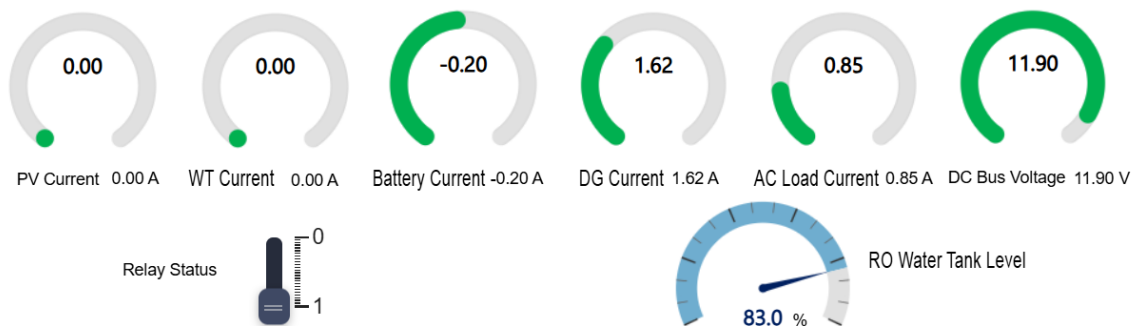 0.00 0.00 -0.20 1.62 0.85 11.90
PV Current 0.00 A WT Current 0.00 A Battery Current -0.20 A DG Current 1.62 A AC Load Current 0.85 A DC Bus Voltage 11.90 V
0
Relay Status
1
RO Water Tank Level
83.0 %